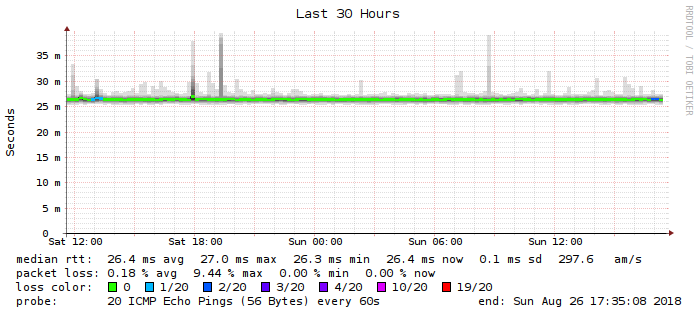 Last 30 Hours
RRDTOOL / TOBI OETIKER
Seconds
35 m
30 m
25 m
20 m
15 m
10 m
5 m
0
Sat 12:00 Sat 18:00 Sun 00:00 Sun 06:00 Sun 12:00
median rtt: 26.4 ms avg 27.0 ms max 26.3 ms min 26.4 ms now 0.1 ms sd 297.6 am/s
packet loss: 0.18 % avg 9.44 % max 0.00 % min 0.00 % now
loss color: 0 1/20 2/20 3/20 4/20 10/20 19/20
probe: 20 ICMP Echo Pings (56 Bytes) every 60s end: Sun Aug 26 17:35:08 2018